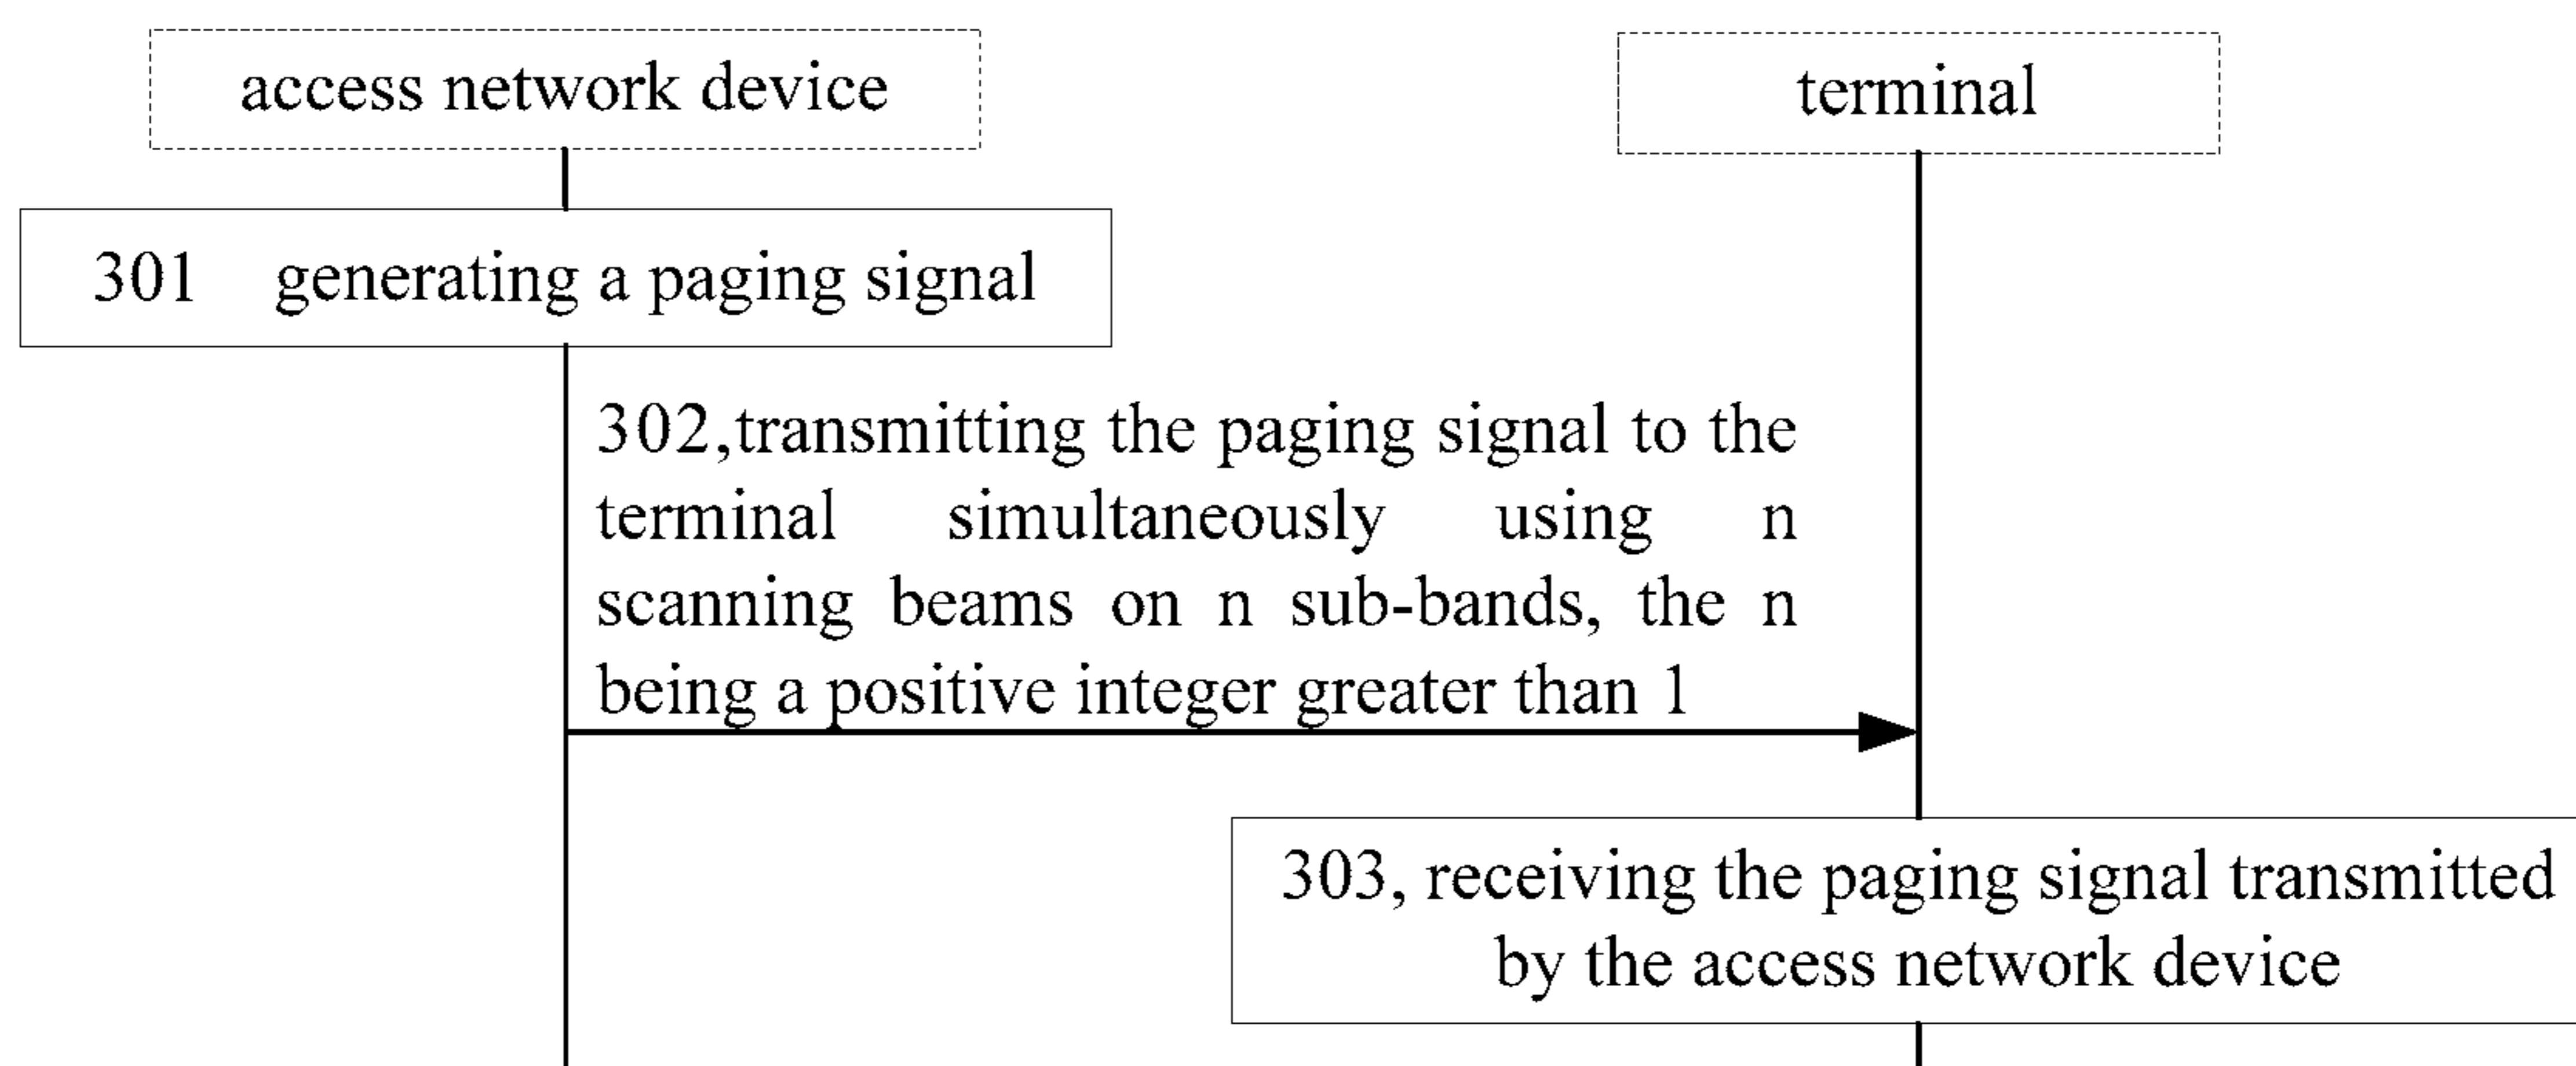 access network device
terminal
301 generating a paging signal
302,transmitting the paging signal to the
terminal simultaneously using n
scanning beams on n sub-bands, the n
being a positive integer greater than 1
303, receiving the paging signal transmitted
by the access network device